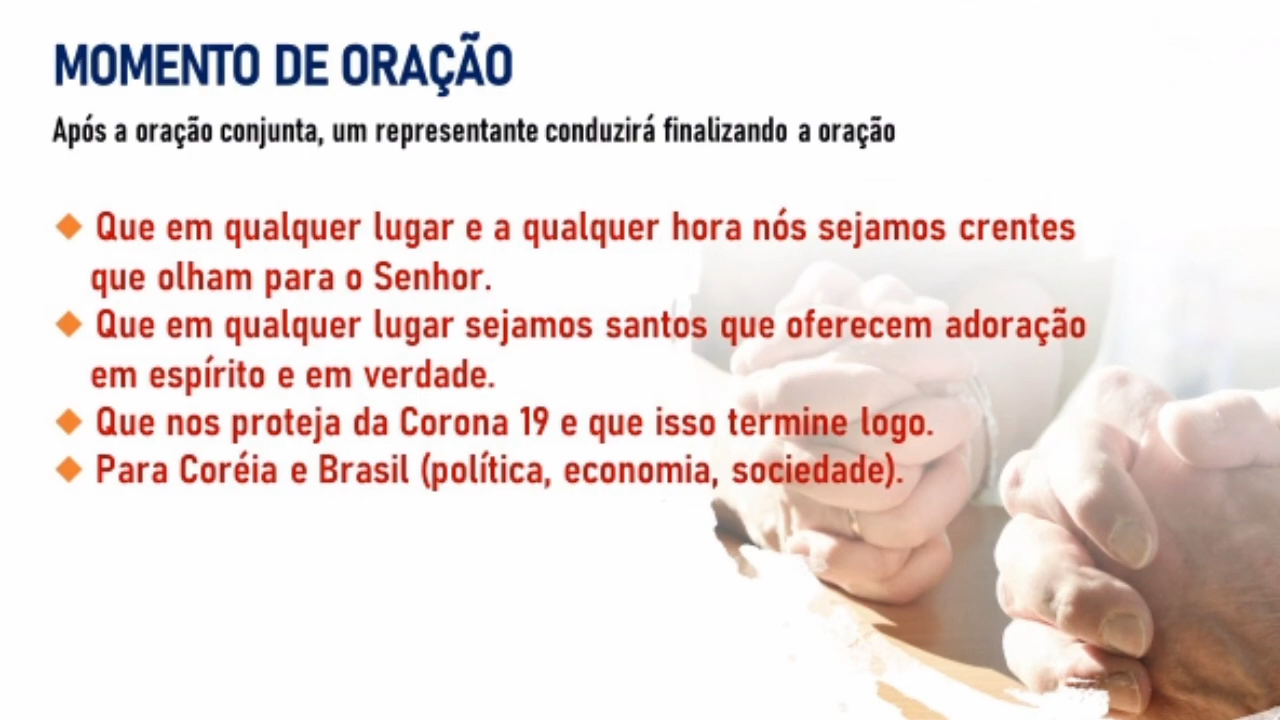 MOMENTO DE ORAÇÃO
Após a oração conjunta, um representante conduzirá finalizando a oração
Que em qualquer lugar e a qualquer hora nós sejamos crentes
que olham para o Senhor.
Que em qualquer lugar sejamos santos que oferecem adoração
em espírito e em verdade.
Que nos proteja da Corona 19 e que isso termine logo.
Para Coréia e Brasil (política, economia, sociedade).